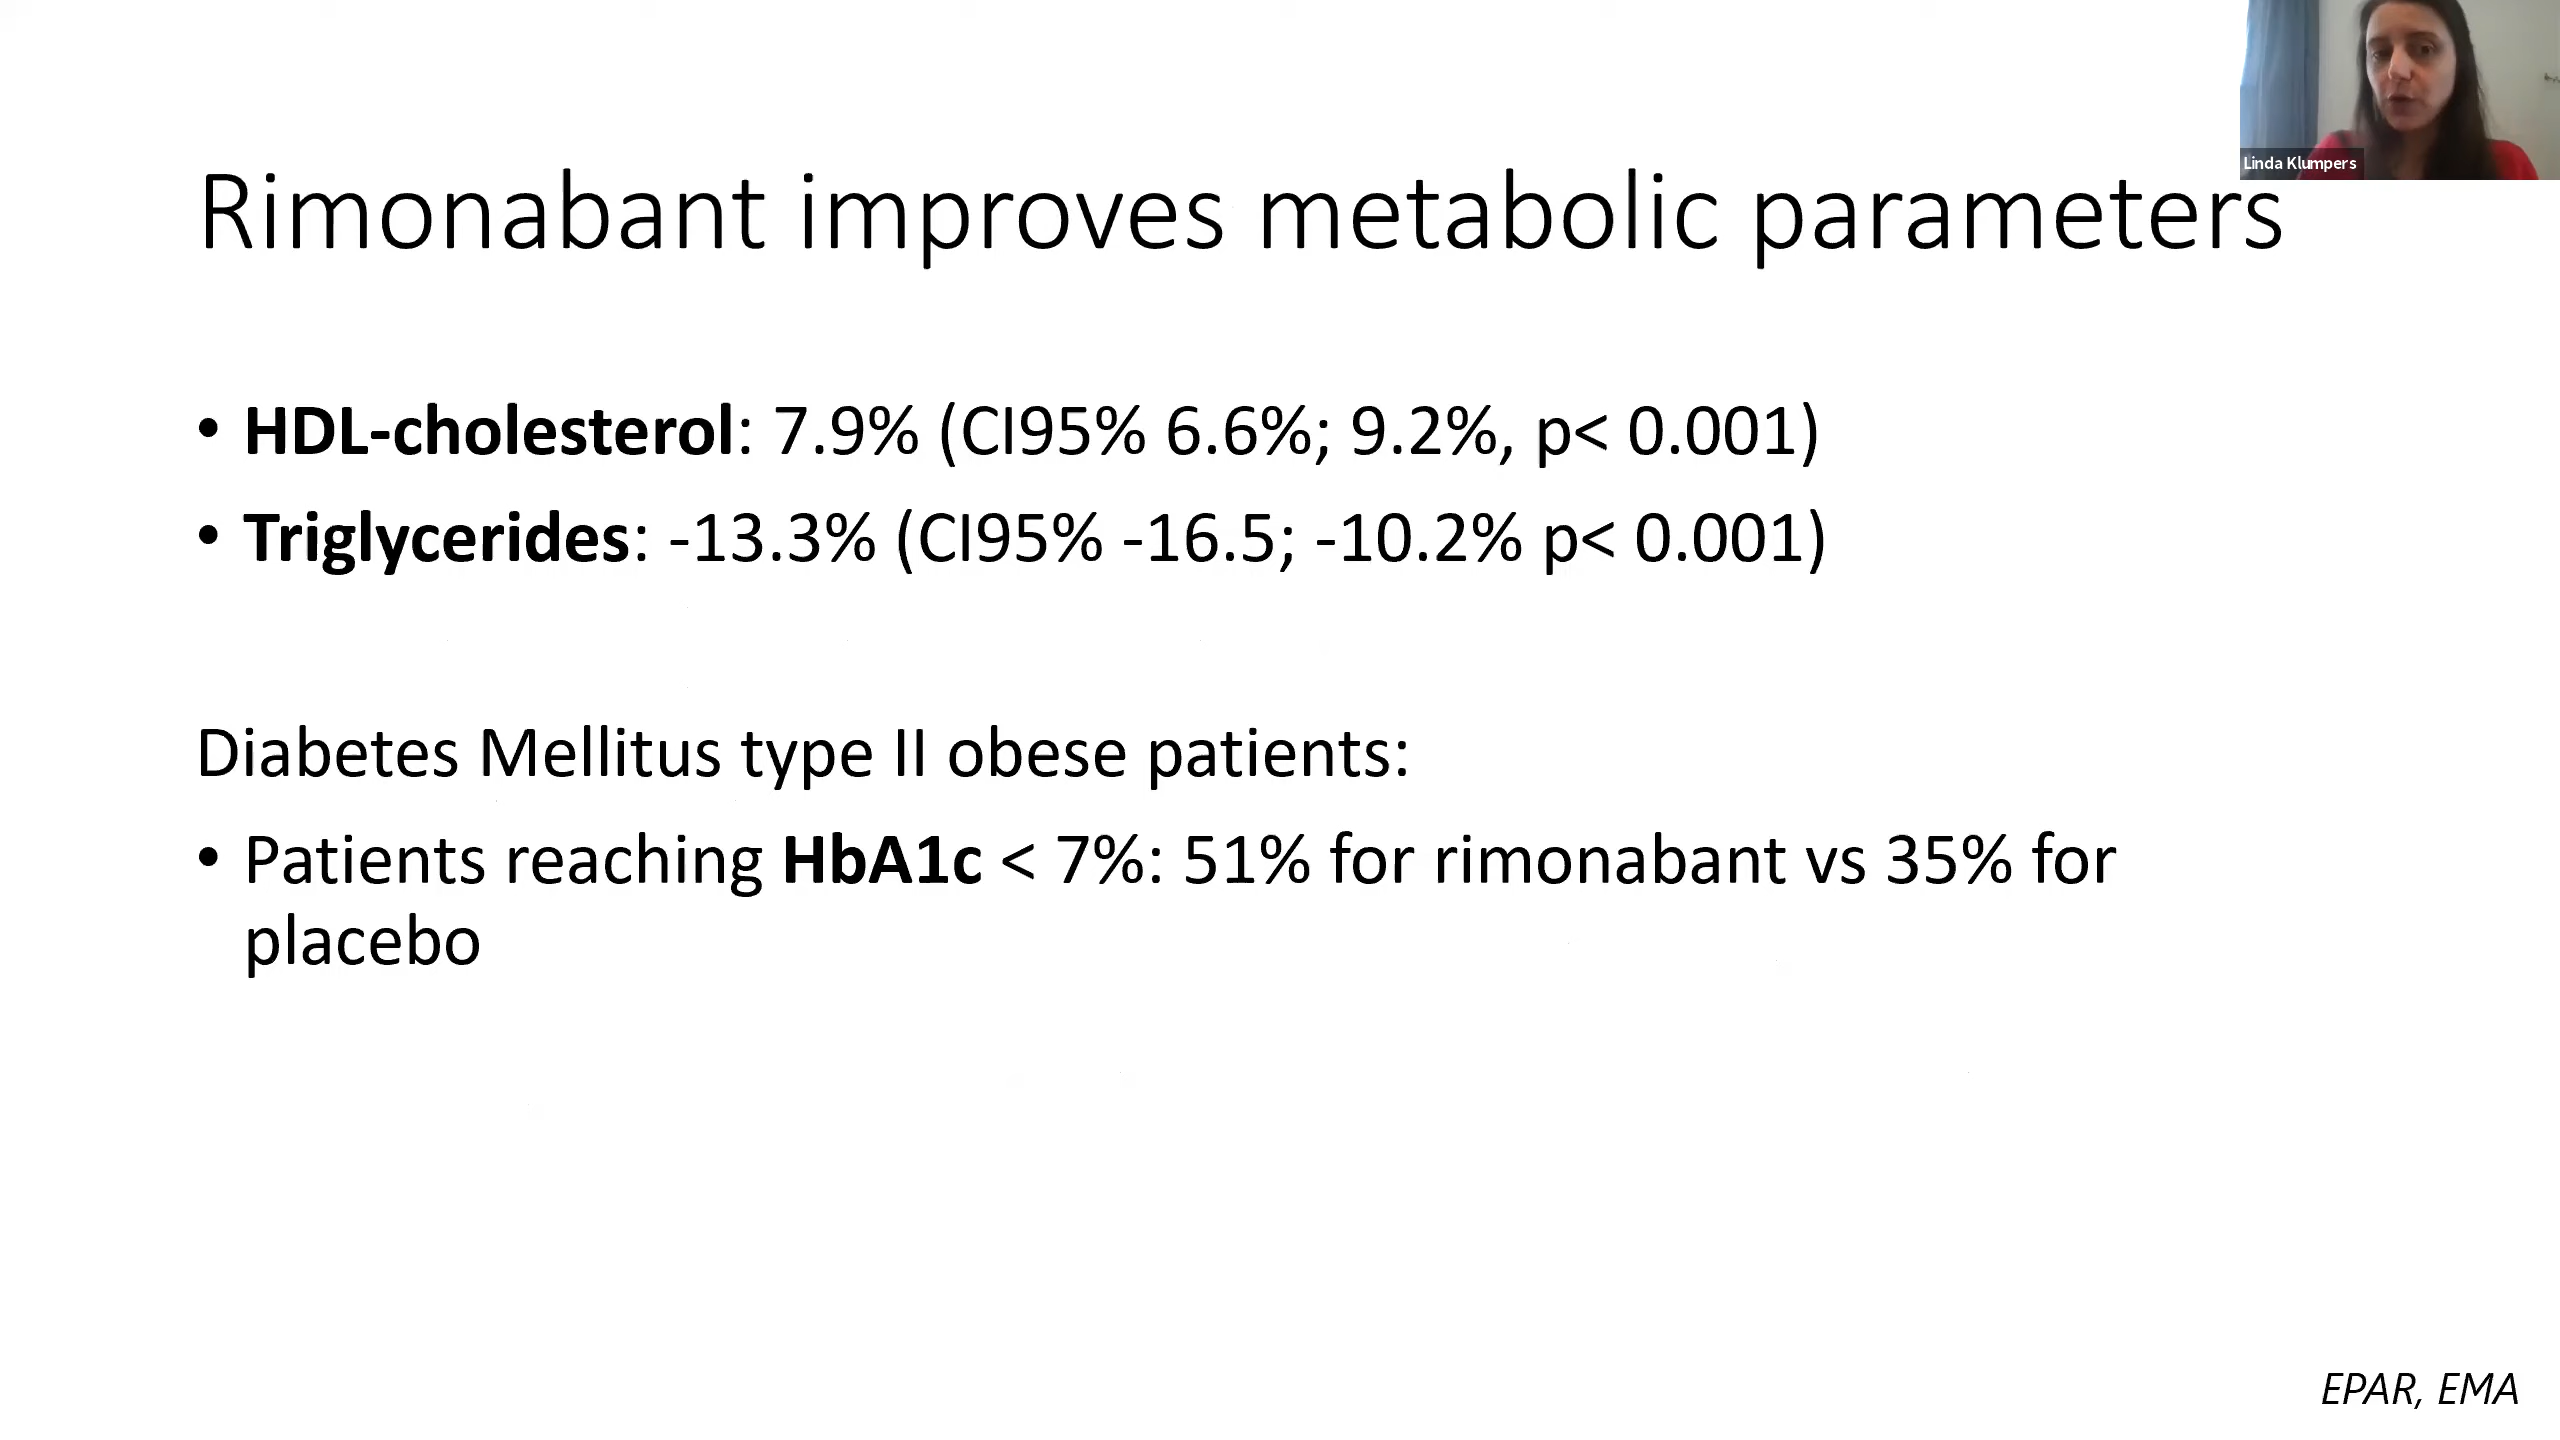 Linda Klumpers
Rimonabant improves metabolic parameters
• HDL-cholesterol: 7.9% (CI95% 6.6%; 9.2%, p< 0.001)
• Triglycerides: -13.3% (CI95% -16.5; -10.2% p< 0.001)
Diabetes Mellitus type II obese patients:
• Patients reaching HbA1c < 7%: 51% for rimonabant vs 35% for
placebo
EPAR, EMA